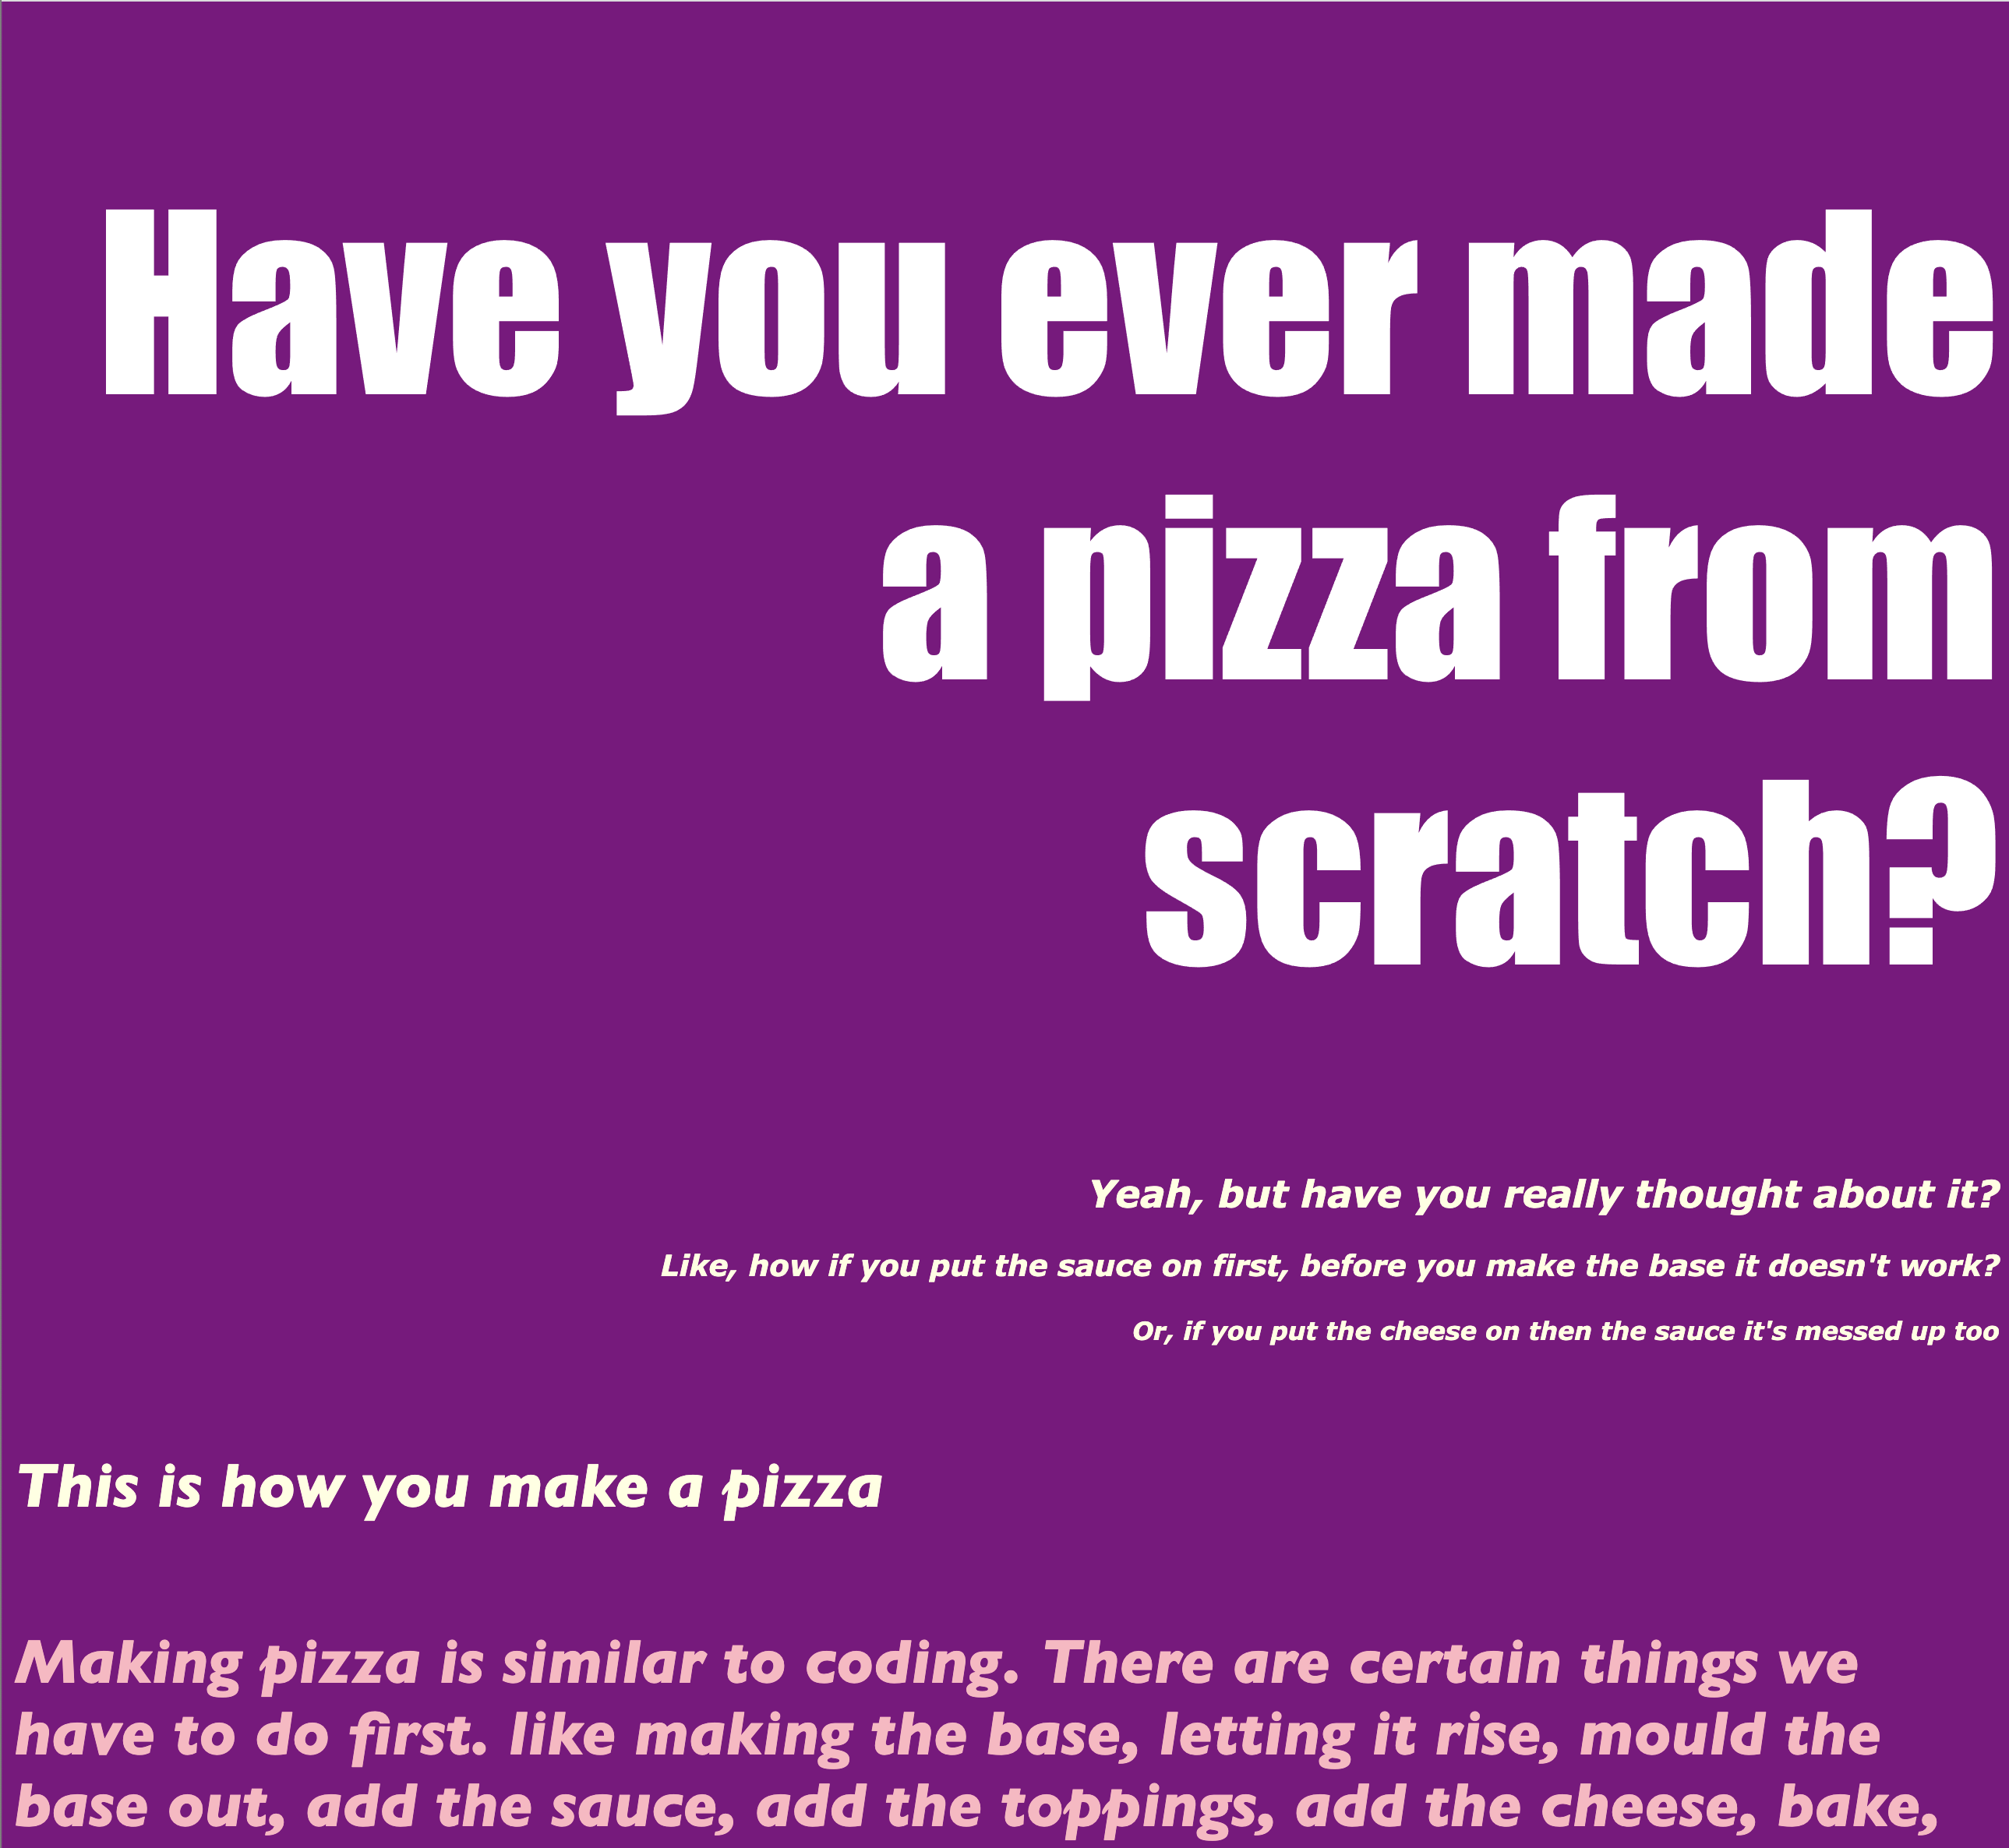 Have you ever made
a pizza from
scratch?
Yeah, but have you really thought about it?
Like, how if you put the sauce on first, before you make the base it doesn't work?
Or, if you put the cheese on then the sauce it's messed up too
This is how you make a pizza
Making pizza is similar to coding. There are certain things we
have to do first. like making the base, letting it rise, mould the
base out, add the sauce, add the toppings, add the cheese, bake,